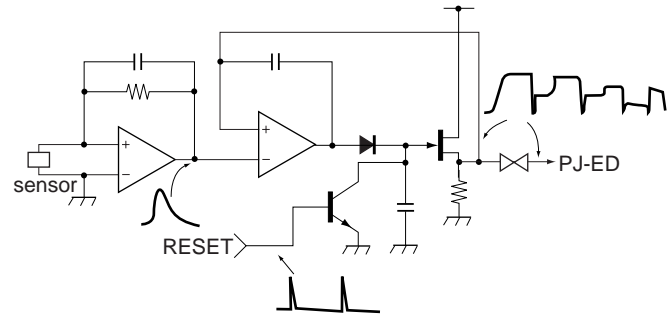 +
−
+
−
sensor
PJ-ED
RESET